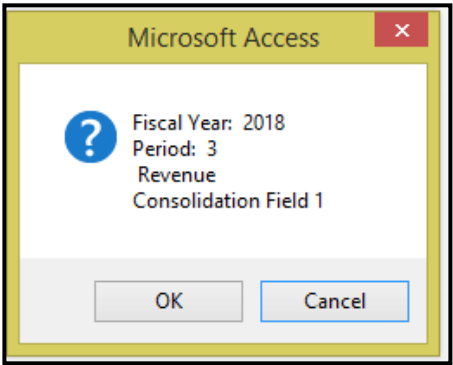 Microsoft Access
Fiscal Year: 2018
Period: 3
Revenue
Consolidation Field 1
OK
Cancel